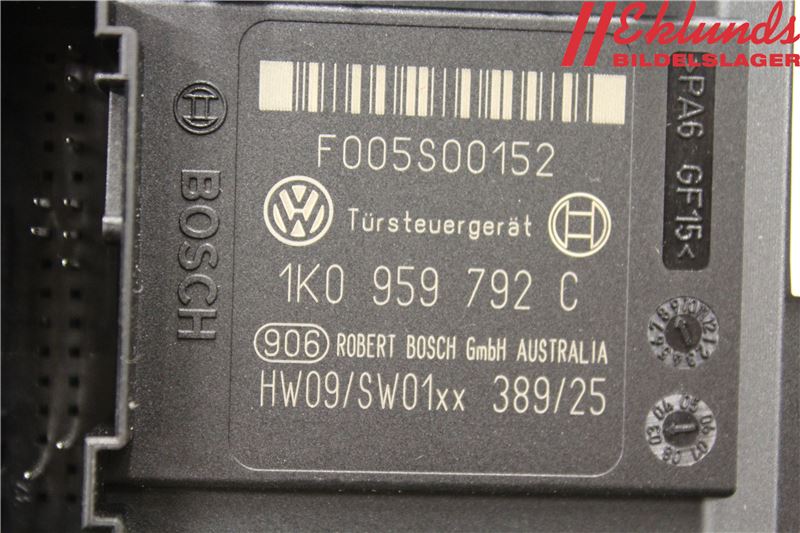 Eklunds
BILDELSLAGER
F005S00152
Türsteuergerät
1K0 959 792 C
906 ROBERT BOSCH GmbH AUSTRALIA
HW09/SW01xx 389/25
BOSCH
PA6 GF15<